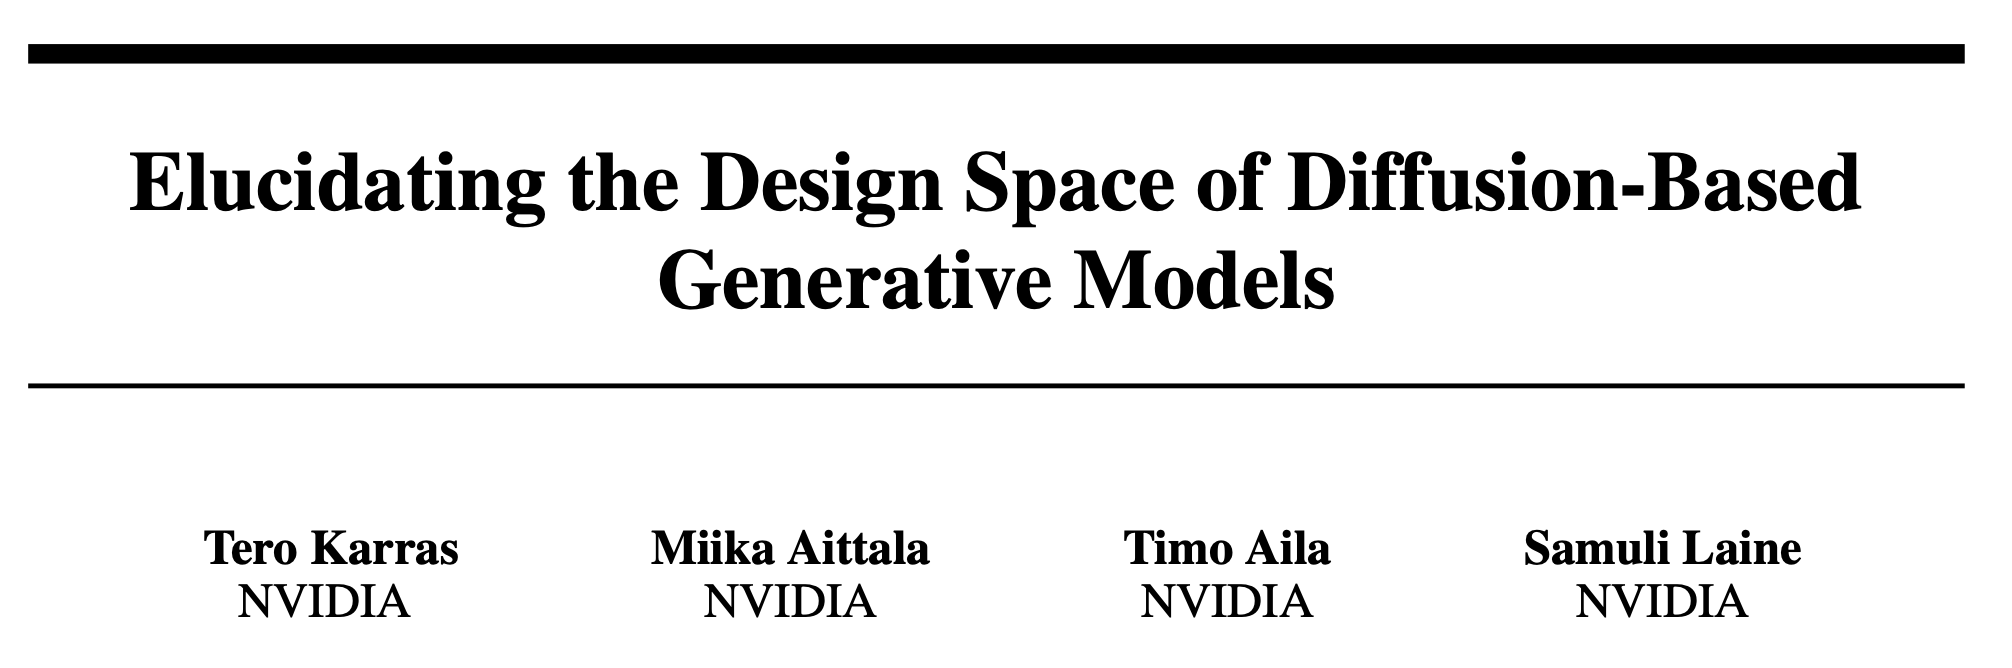 Elucidating the Design Space of Diffusion-Based
Generative Models
Tero Karras Miika Aittala Timo Aila Samuli Laine
NVIDIA NVIDIA NVIDIA NVIDIA